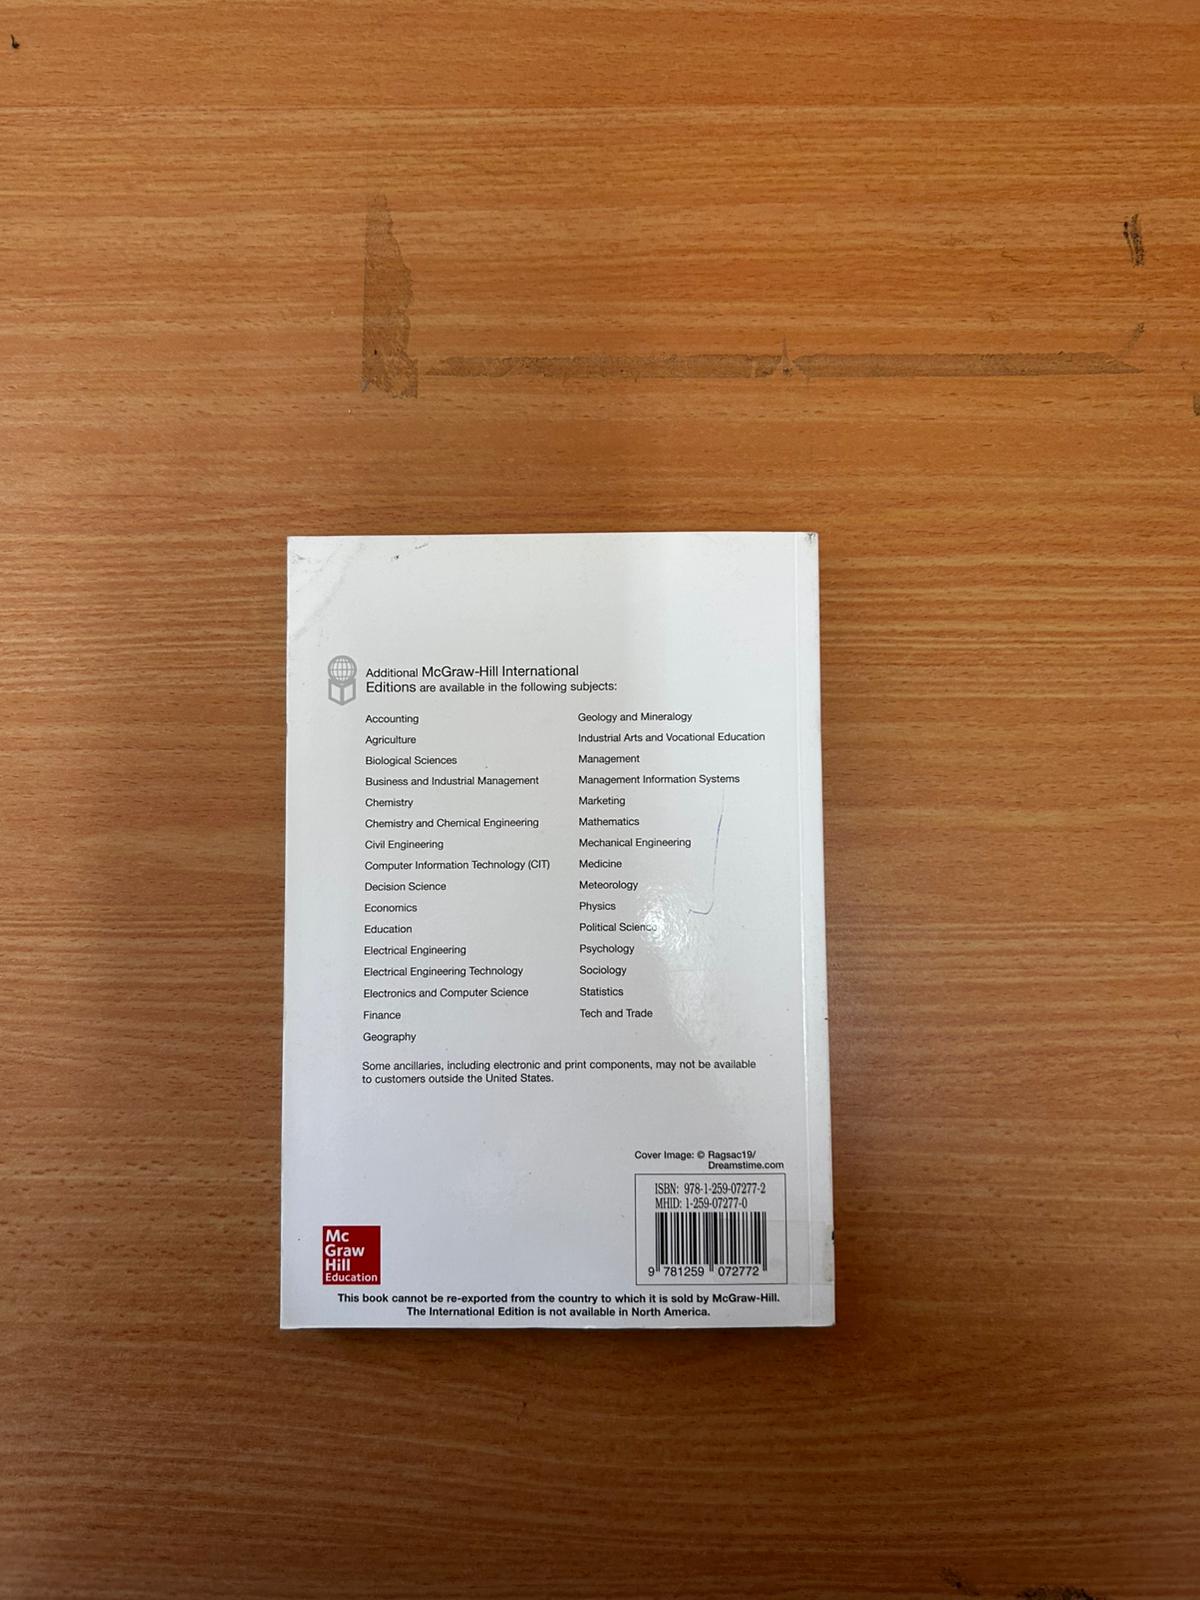 Additional McGraw-Hill International
Editions are available in the following subjects:
Accounting
Agriculture
Biological Sciences
Business and Industrial Management
Chemistry
Chemistry and Chemical Engineering
Civil Engineering
Computer Information Technology (CIT)
Decision Science
Economics
Education
Electrical Engineering
Electrical Engineering Technology
Electronics and Computer Science
Finance
Geography
Geology and Mineralogy
Industrial Arts and Vocational Education
Management
Management Information Systems
Marketing
Mathematics
Mechanical Engineering
Medicine
Meteorology
Physics
Political Science
Psychology
Sociology
Statistics
Tech and Trade
Some ancillaries, including electronic and print components, may not be available
to customers outside the United States.
Cover Image: © Ragsac19/
Dreamstime.com
ISBN: 978-1-259-07277-2
MHID: 1-259-07277-0
9 781259 072772
Mc
Graw
Hill
Education
This book cannot be re-exported from the country to which it is sold by McGraw-Hill.
The International Edition is not available in North America.